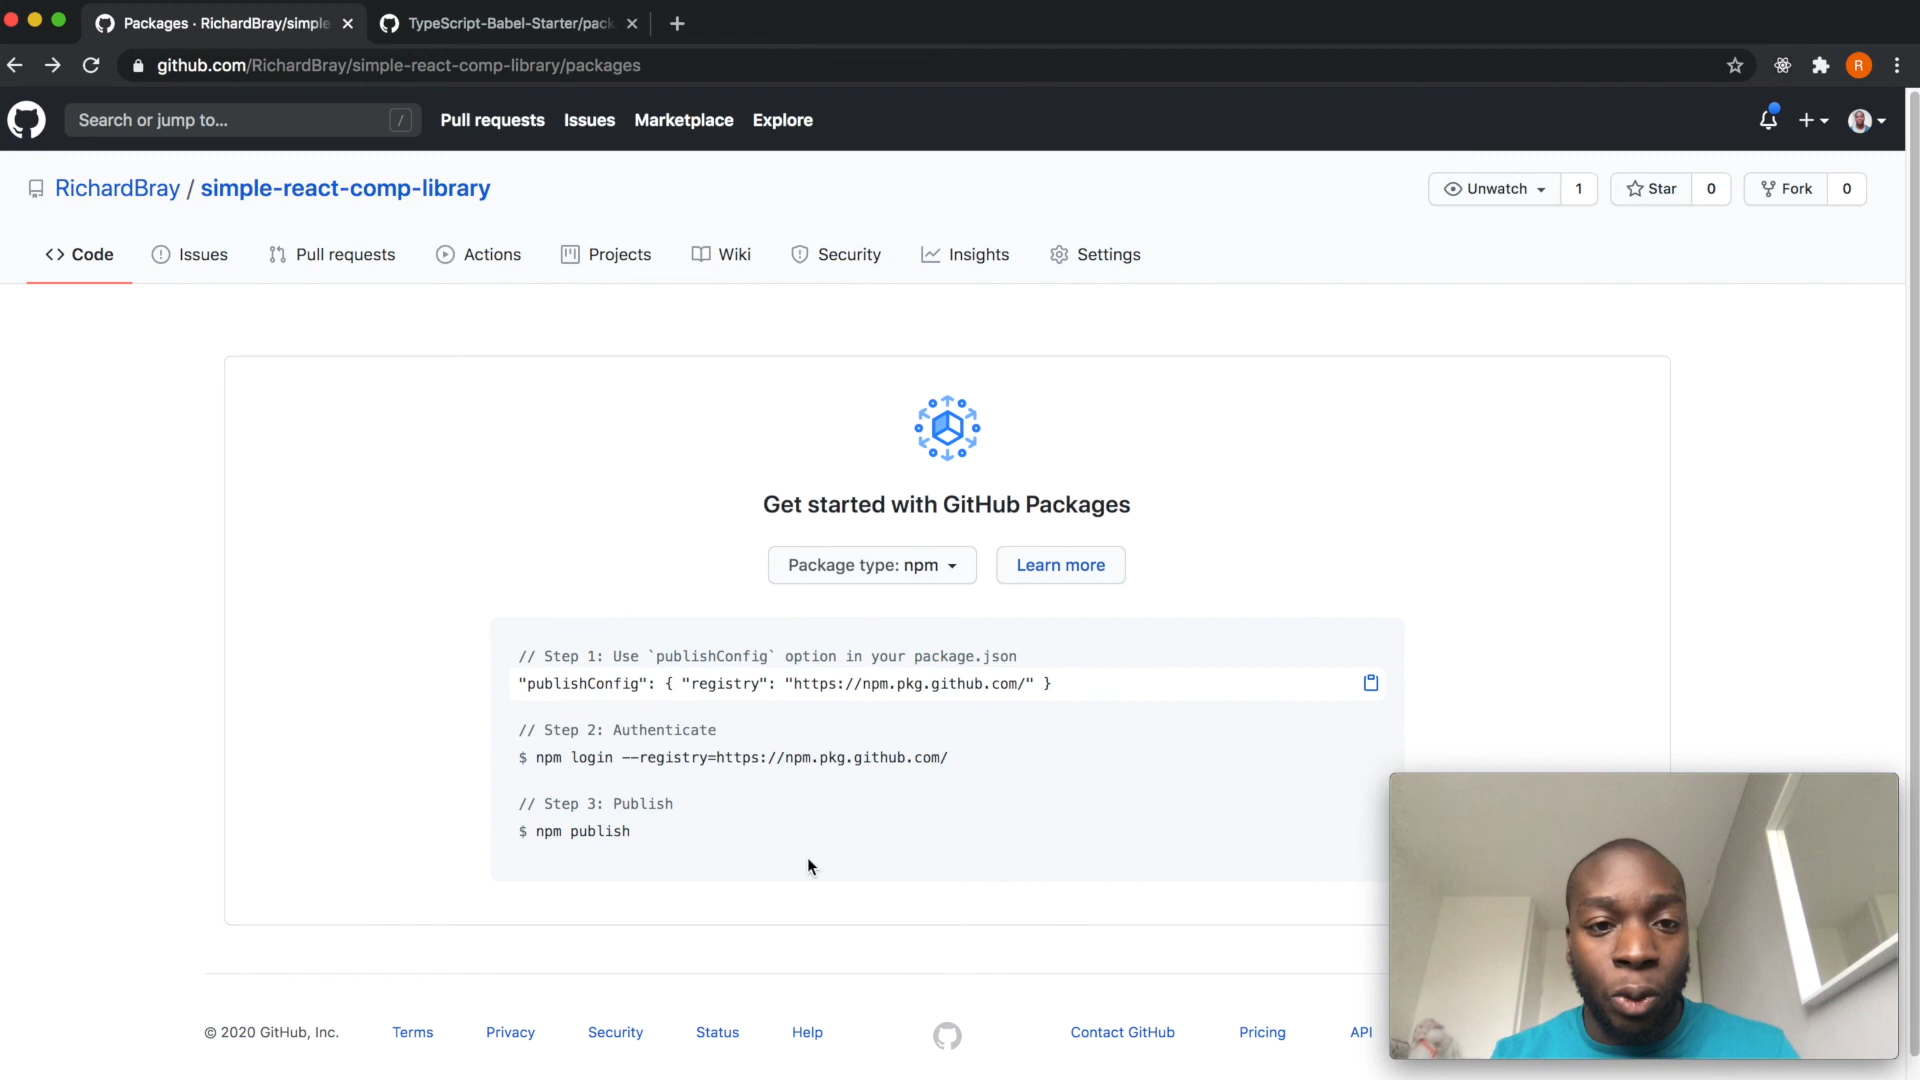 Packages · RichardBray/simple
TypeScript-Babel-Starter/pack
github.com/RichardBray/simple-react-comp-library/packages
R
Search or jump to...
/
Pull requests
Issues
Marketplace
Explore
RichardBray / simple-react-comp-library
Unwatch
1
Star
0
Fork
0
<> Code
Issues
Pull requests
Actions
Projects
Wiki
Security
Insights
Settings
Get started with GitHub Packages
Package type: npm
Learn more
// Step 1: Use `publishConfig` option in your package.json
"publishConfig": { "registry": "https://npm.pkg.github.com/" }
// Step 2: Authenticate
$ npm login --registry=https://npm.pkg.github.com/
// Step 3: Publish
$ npm publish
© 2020 GitHub, Inc.
Terms
Privacy
Security
Status
Help
Contact GitHub
Pricing
API